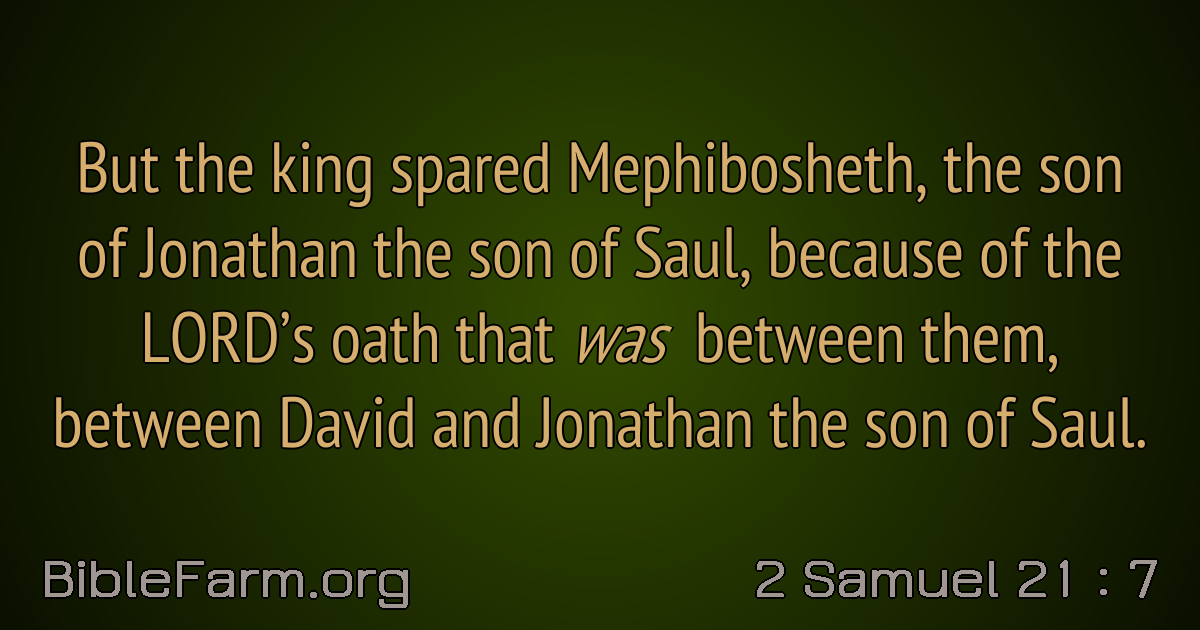 But the king spared Mephibosheth, the son
of Jonathan the son of Saul, because of the
LORD’s oath that was between them,
between David and Jonathan the son of Saul.
BibleFarm.org
2 Samuel 21 : 7